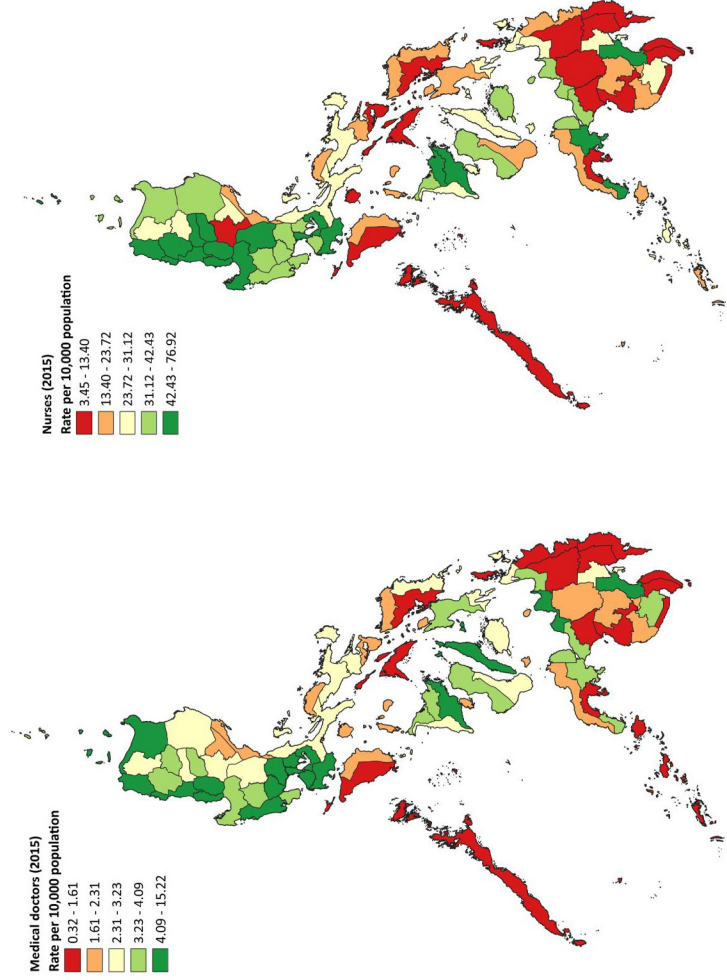 Medical doctors (2015)
Rate per 10,000 population
0.32 - 1.61
1.61 - 2.31
2.31 - 3.23
3.23 - 4.09
4.09 - 15.22
Nurses (2015)
Rate per 10,000 population
3.45 - 13.40
13.40 - 23.72
23.72 - 31.12
31.12 - 42.43
42.43 - 76.92